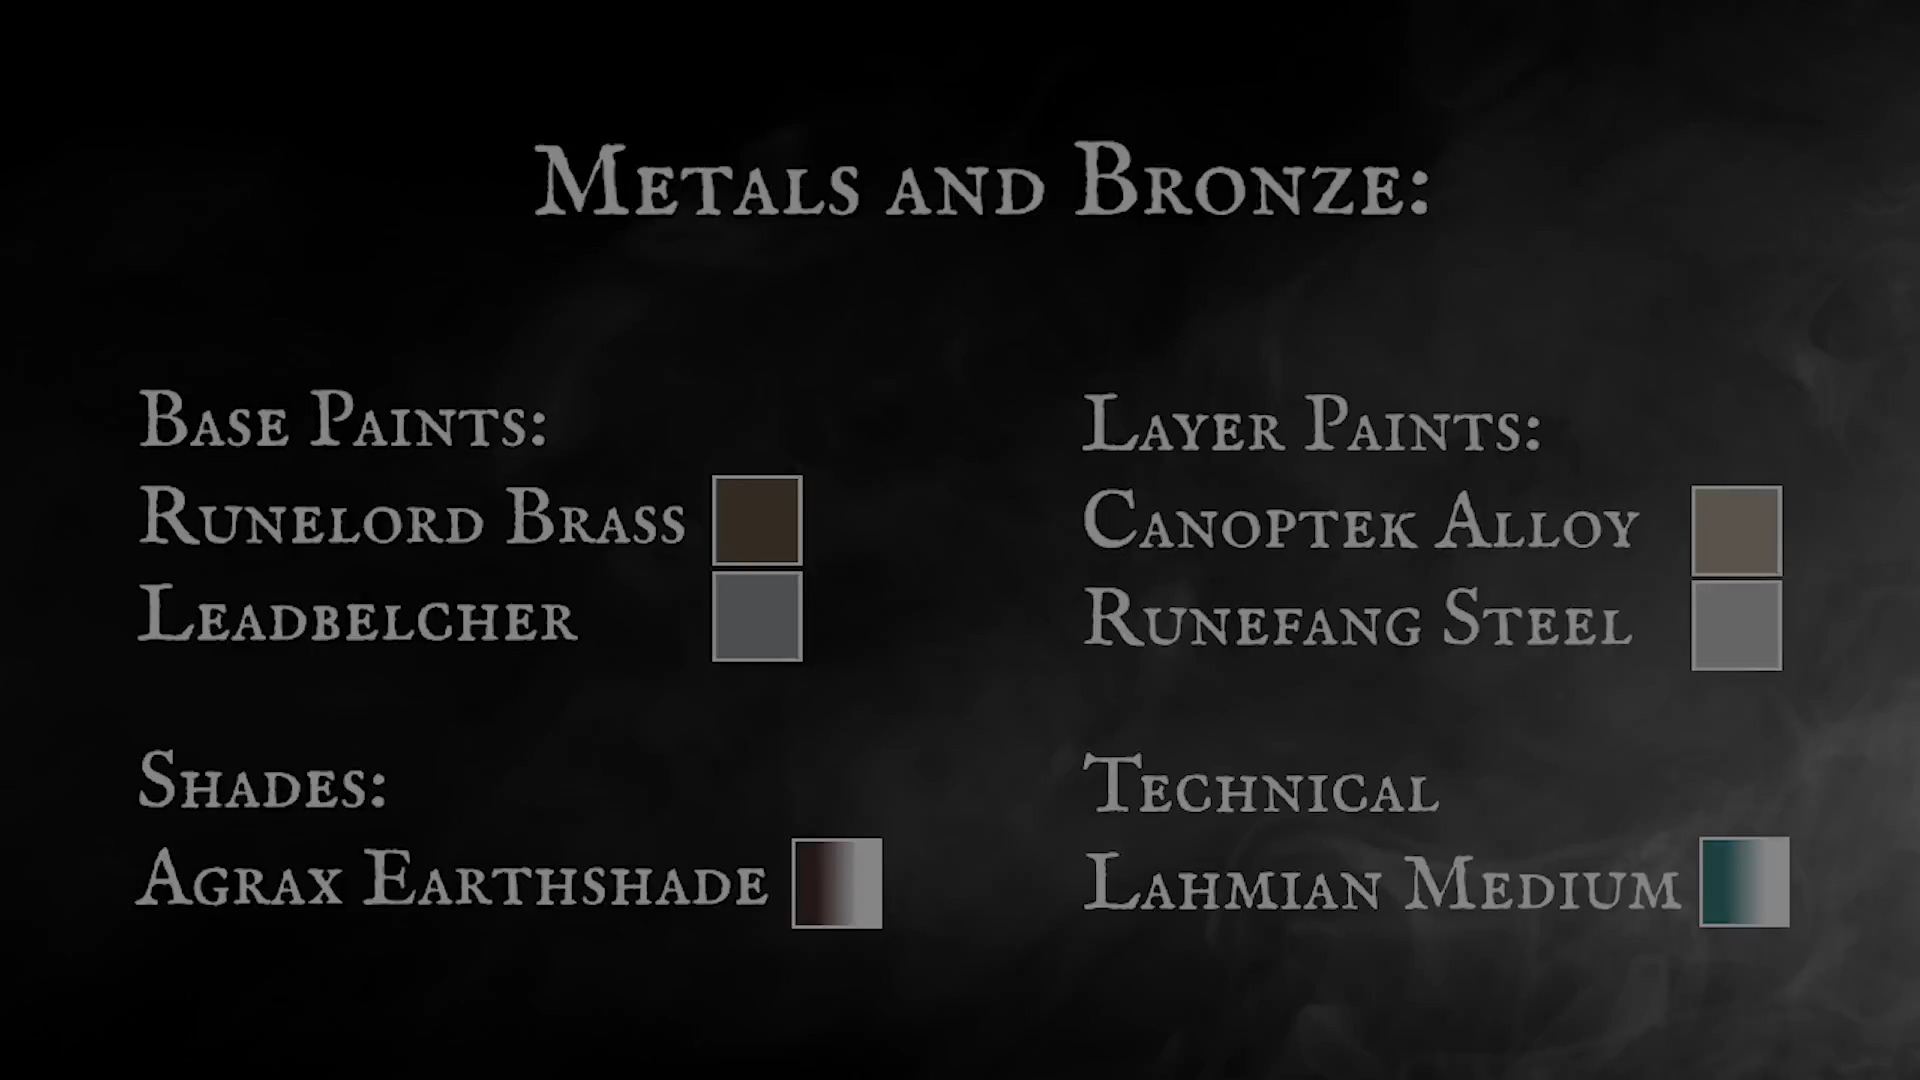 Metals and Bronze:
Base Paints:
Runelord Brass
Leadbelcher
Layer Paints:
Canoptek Alloy
Runefang Steel
Shades:
Agrax Earthshade
Technical
Lahmian Medium